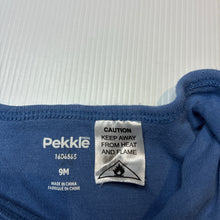 Pekkle
1604665
9M
MADE IN CHINA
FABRIQUÉ EN CHINE
CAUTION
KEEP AWAY
FROM HEAT
AND FLAME